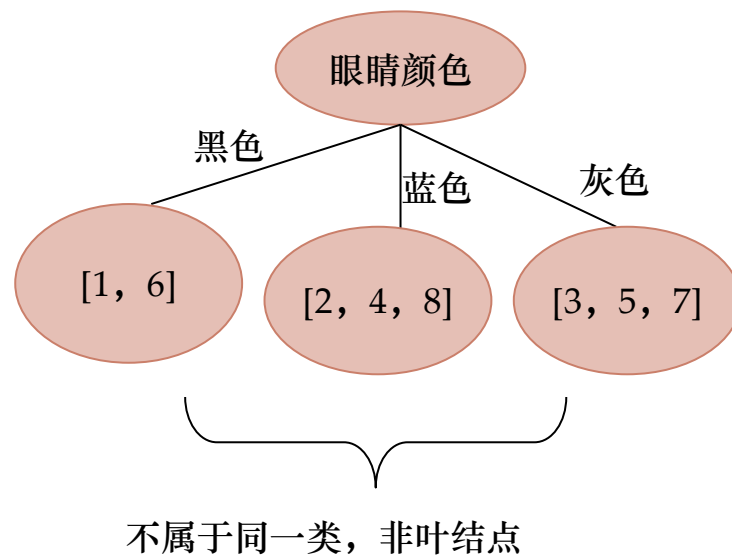 眼睛颜色
黑色
蓝色
灰色
[1，6]
[2，4，8]
[3，5，7]
不属于同一类，非叶结点